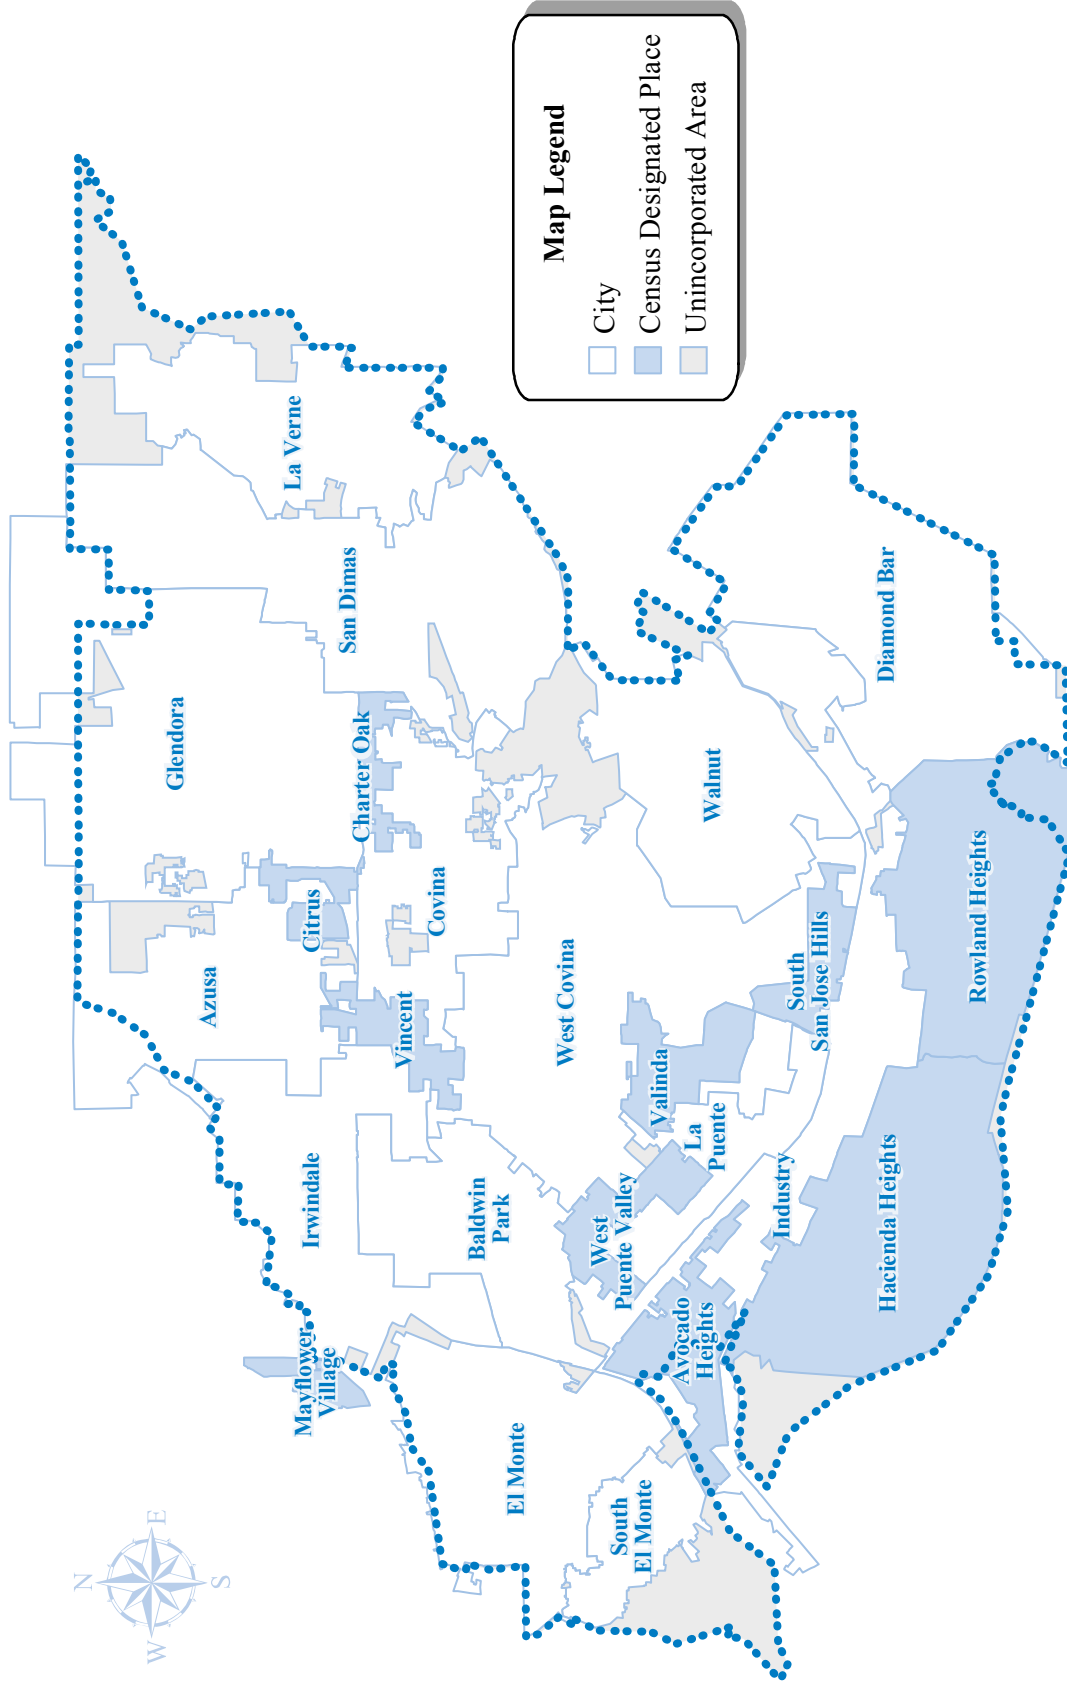 N
W
E
S
Mayflower
Village
Irwindale
Azusa
Glendora
La Verne
San Dimas
Citrus
Charter Oak
Vincent
Covina
El Monte
Baldwin
Park
West Covina
South
El Monte
West
Puente Valley
Valinda
La
Puente
Walnut
Avocado
Heights
Industry
South
San Jose Hills
Diamond Bar
Hacienda Heights
Rowland Heights
Map Legend
City
Census Designated Place
Unincorporated Area